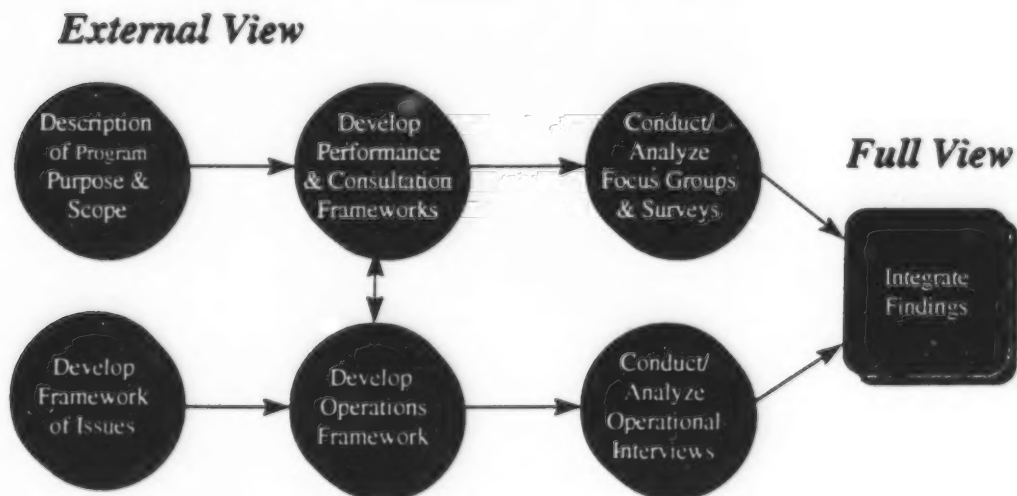 External View
Description
of Program
Purpose &
Scope
Develop
Performance
& Consultation
Frameworks
Conduct/
Analyze
Focus Groups
& Surveys
Full View
Integrate
Findings
Develop
Framework
of Issues
Develop
Operations
Framework
Conduct/
Analyze
Operational
Interviews